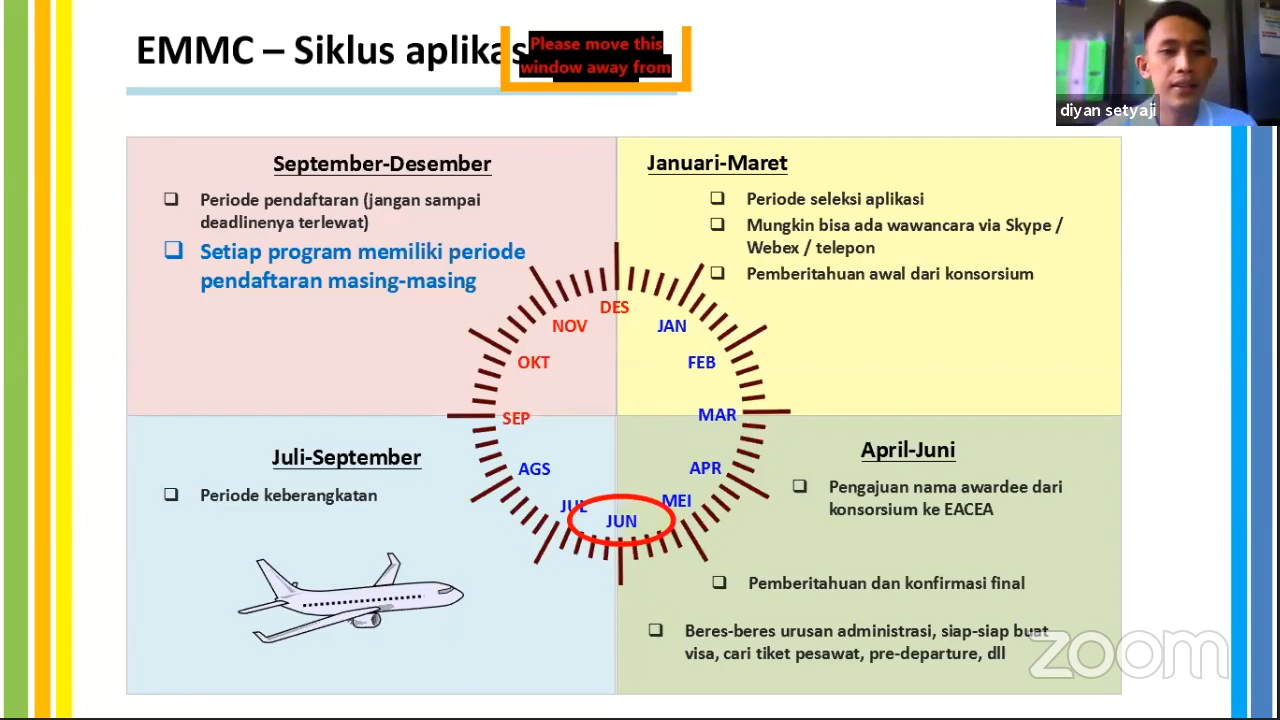 EMMC – Siklus aplikas
Please move this
window away from
diyan setyaji
September-Desember
Periode pendaftaran (jangan sampai
deadlinenya terlewat)
Setiap program memiliki periode
pendaftaran masing-masing
Januari-Maret
Periode seleksi aplikasi
Mungkin bisa ada wawancara via Skype /
Webex / telepon
Pemberitahuan awal dari konsorsium
DES
NOV
JAN
OKT
FEB
SEP
MAR
AGS
APR
JUL
MEI
JUN
Juli-September
Periode keberangkatan
April-Juni
Pengajuan nama awardee dari
konsorsium ke EACEA
Pemberitahuan dan konfirmasi final
Beres-beres urusan administrasi, siap-siap buat
visa, cari tiket pesawat, pre-departure, dll
zoom